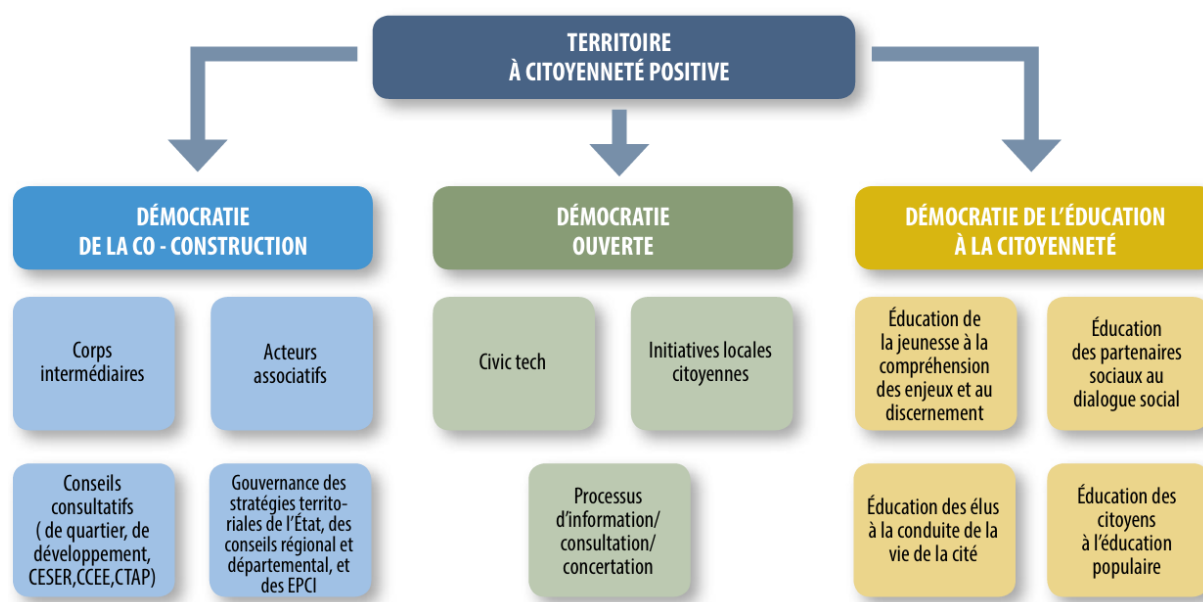 TERRITOIRE
À CITOYENNETÉ POSITIVE
DÉMOCRATIE
DE LA CO - CONSTRUCTION
Corps
intermédiaires
Acteurs
associatifs
Conseils
consultatifs
( de quartier, de
développement,
CESER,CCEE,CTAP)
Gouvernance des
stratégies territo-
riales de l'État, des
conseils régional et
départemental, et
des EPCI
DÉMOCRATIE
OUVERTE
Civic tech
Initiatives locales
citoyennes
Processus
d'information/
consultation/
concertation
DÉMOCRATIE DE L'ÉDUCATION
À LA CITOYENNETÉ
Éducation de
la jeunesse à la
compréhension
des enjeux et au
discernement
Éducation
des partenaires
sociaux au
dialogue social
Éducation des élus
à la conduite de la
vie de la cité
Éducation des
citoyens
à l'éducation
populaire